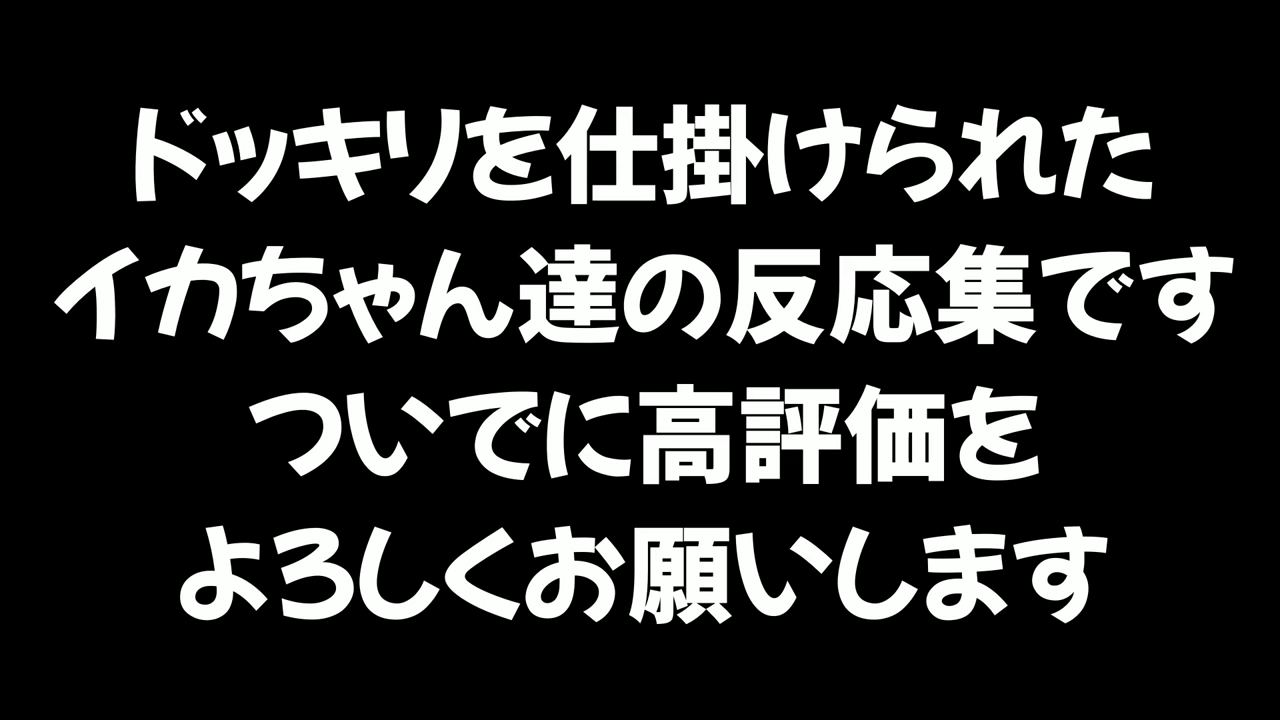 ドッキリを仕掛けられた
イカちゃん達の反応集です
ついでに高評価を
よろしくお願いします